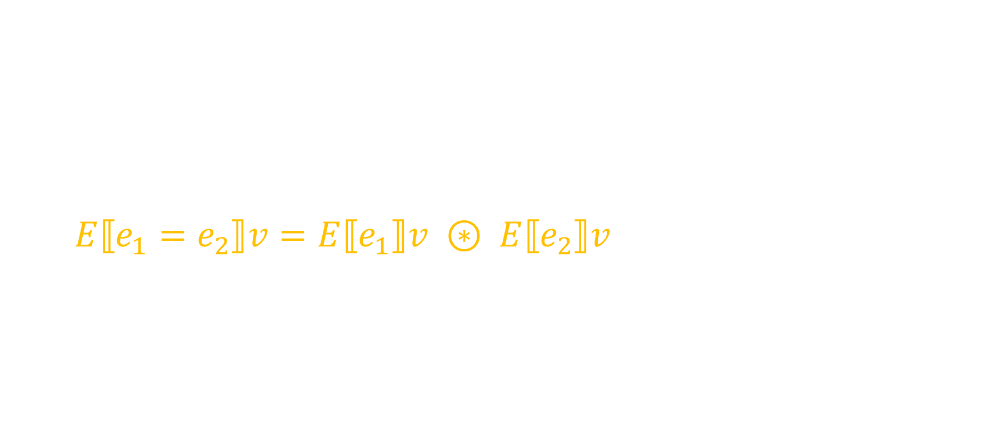 E⟦e₁ = e₂⟧v = E⟦e₁⟧v ⊛ E⟦e₂⟧v